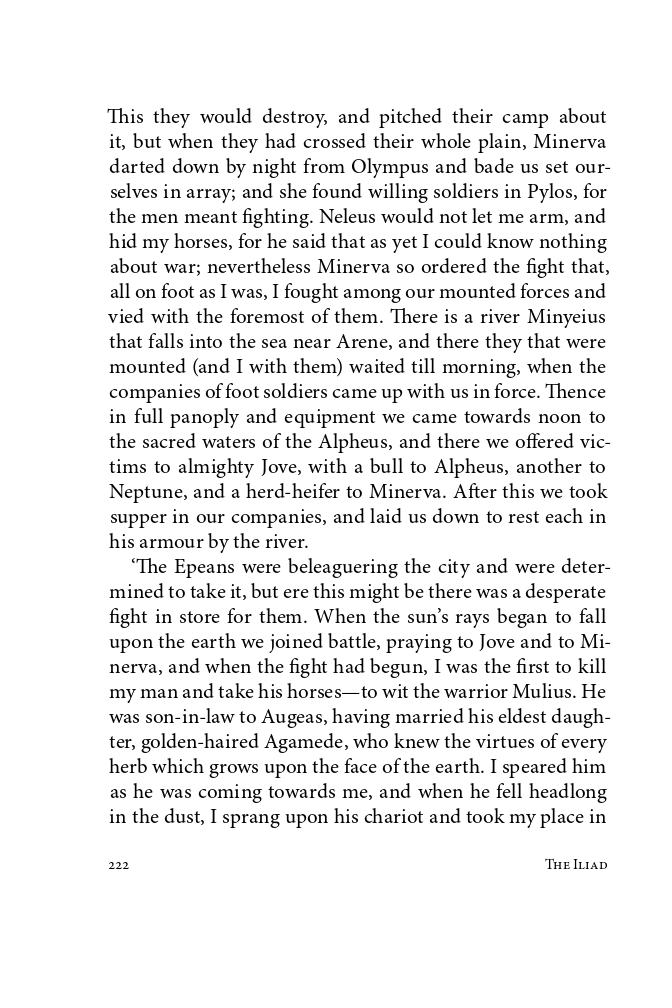 This they would destroy, and pitched their camp about
it, but when they had crossed their whole plain, Minerva
darted down by night from Olympus and bade us set our-
selves in array; and she found willing soldiers in Pylos, for
the men meant fighting. Neleus would not let me arm, and
hid my horses, for he said that as yet I could know nothing
about war; nevertheless Minerva so ordered the fight that,
all on foot as I was, I fought among our mounted forces and
vied with the foremost of them. There is a river Minyeius
that falls into the sea near Arene, and there they that were
mounted (and I with them) waited till morning, when the
companies of foot soldiers came up with us in force. Thence
in full panoply and equipment we came towards noon to
the sacred waters of the Alpheus, and there we offered vic-
tims to almighty Jove, with a bull to Alpheus, another to
Neptune, and a herd-heifer to Minerva. After this we took
supper in our companies, and laid us down to rest each in
his armour by the river.
‘The Epeans were beleaguering the city and were deter-
mined to take it, but ere this might be there was a desperate
fight in store for them. When the sun’s rays began to fall
upon the earth we joined battle, praying to Jove and to Mi-
nerva, and when the fight had begun, I was the first to kill
my man and take his horses—to wit the warrior Mulius. He
was son-in-law to Augeas, having married his eldest daugh-
ter, golden-haired Agamede, who knew the virtues of every
herb which grows upon the face of the earth. I speared him
as he was coming towards me, and when he fell headlong
in the dust, I sprang upon his chariot and took my place in
222
The Iliad